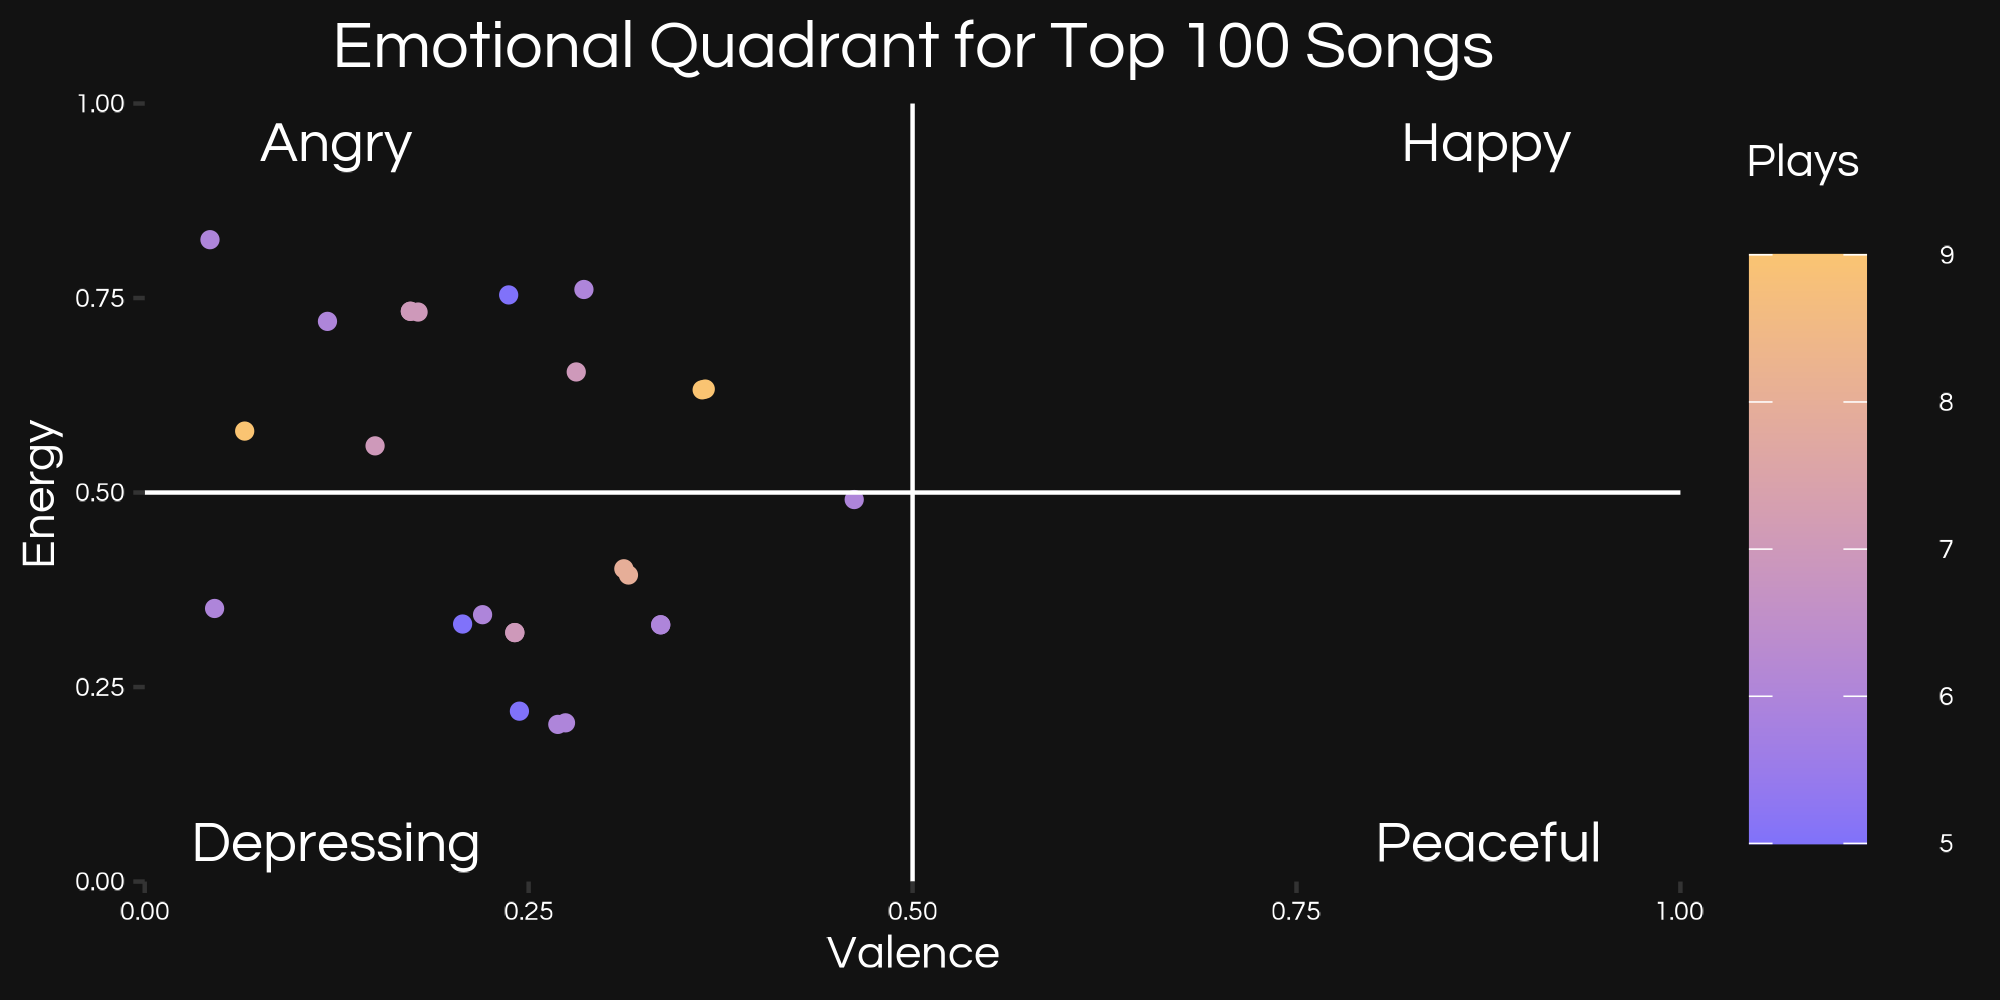 Emotional Quadrant for Top 100 Songs
1.00
Angry
Happy
Plays
9
0.75
8
Energy
0.50
7
0.25
6
Depressing
Peaceful
5
0.00
0.00 0.25 0.50 0.75 1.00
Valence